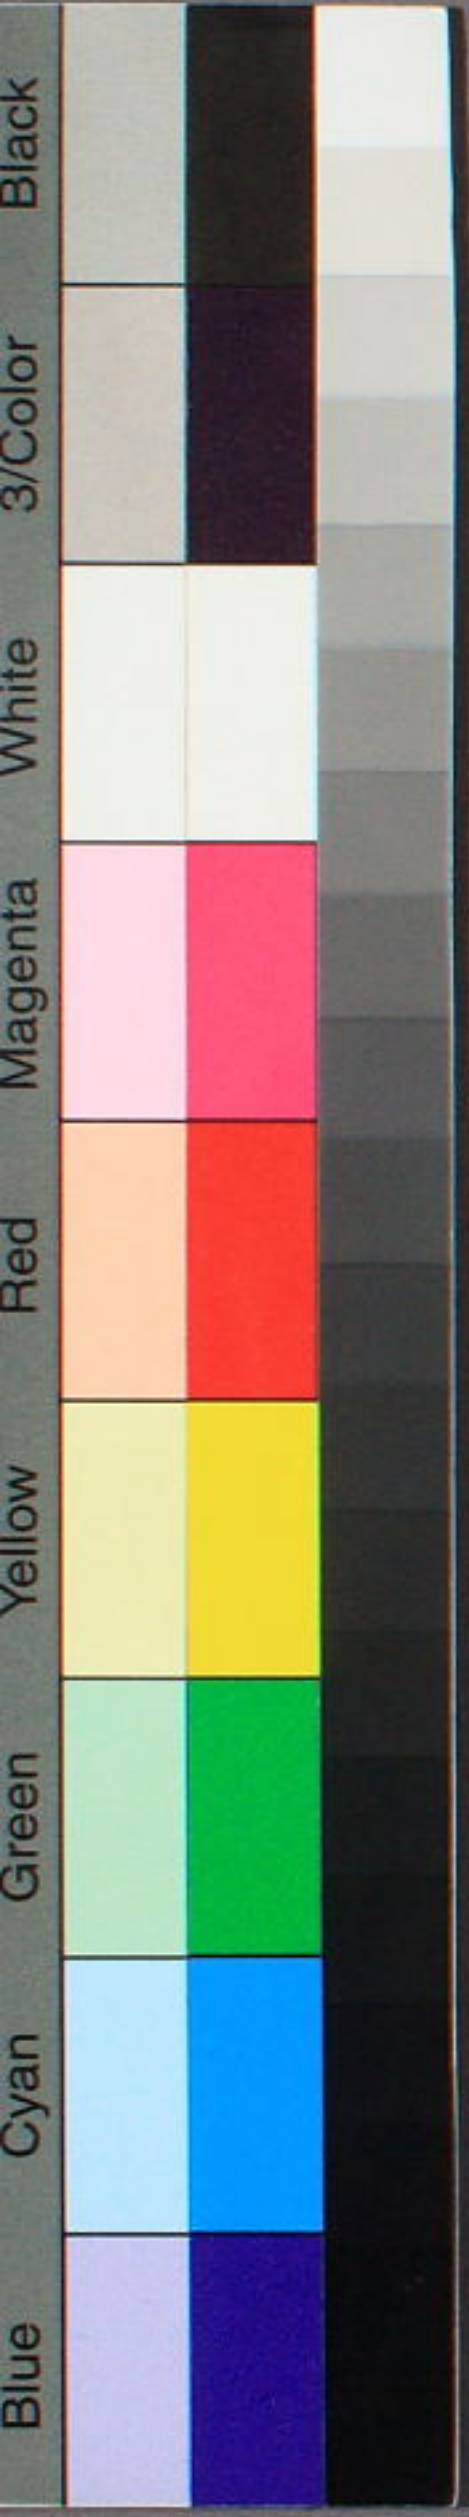 Black
3/Color
White
Magenta
Red
Yellow
Green
Cyan
Blue